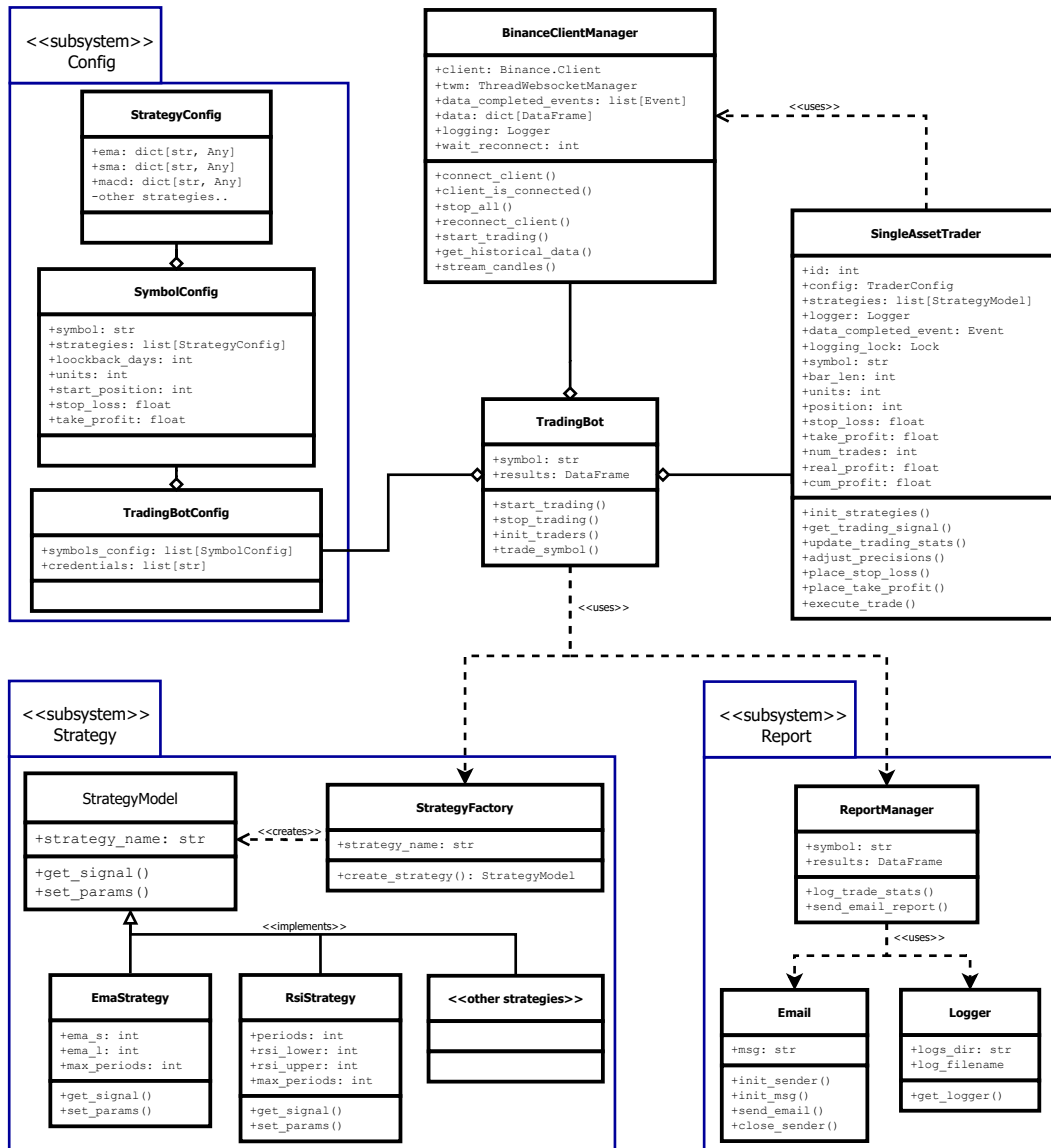 <<subsystem>>
Config
StrategyConfig
+ema: dict[str, Any]
+sma: dict[str, Any]
+macd: dict[str, Any]
-other strategies..
SymbolConfig
+symbol: str
+strategies: list[StrategyConfig]
+loockback_days: int
+units: int
+start_position: int
+stop_loss: float
+take_profit: float
TradingBotConfig
+symbols_config: list[SymbolConfig]
+credentials: list[str]
BinanceClientManager
+client: Binance.Client
+twm: ThreadWebsocketManager
+data_completed_events: list[Event]
+data: dict[DataFrame]
+logging: Logger
+wait_reconnect: int
+connect_client()
+client_is_connected()
+stop_all()
+reconnect_client()
+start_trading()
+get_historical_data()
+stream_candles()
<<uses>>
SingleAssetTrader
+id: int
+config: TraderConfig
+strategies: list[StrategyModel]
+logger: Logger
+data_completed_event: Event
+logging_lock: Lock
+symbol: str
+bar_len: int
+units: int
+position: int
+stop_loss: float
+take_profit: float
+num_trades: int
+real_profit: float
+cum_profit: float
+init_strategies()
+get_trading_signal()
+update_trading_stats()
+adjust_precisions()
+place_stop_loss()
+place_take_profit()
+execute_trade()
TradingBot
+symbol: str
+results: DataFrame
+start_trading()
+stop_trading()
+init_traders()
+trade_symbol()
<<uses>>
<<subsystem>>
Strategy
StrategyModel
+strategy_name: str
+get_signal()
+set_params()
<<creates>>
StrategyFactory
+strategy_name: str
+create_strategy(): StrategyModel
<<implements>>
EmaStrategy
+ema_s: int
+ema_l: int
+max_periods: int
+get_signal()
+set_params()
RsiStrategy
+periods: int
+rsi_lower: int
+rsi_upper: int
+max_periods: int
+get_signal()
+set_params()
<<other strategies>>
<<subsystem>>
Report
ReportManager
+symbol: str
+results: DataFrame
+log_trade_stats()
+send_email_report()
<<uses>>
Email
+msg: str
+init_sender()
+init_msg()
+send_email()
+close_sender()
Logger
+logs_dir: str
+log_filename
+get_logger()